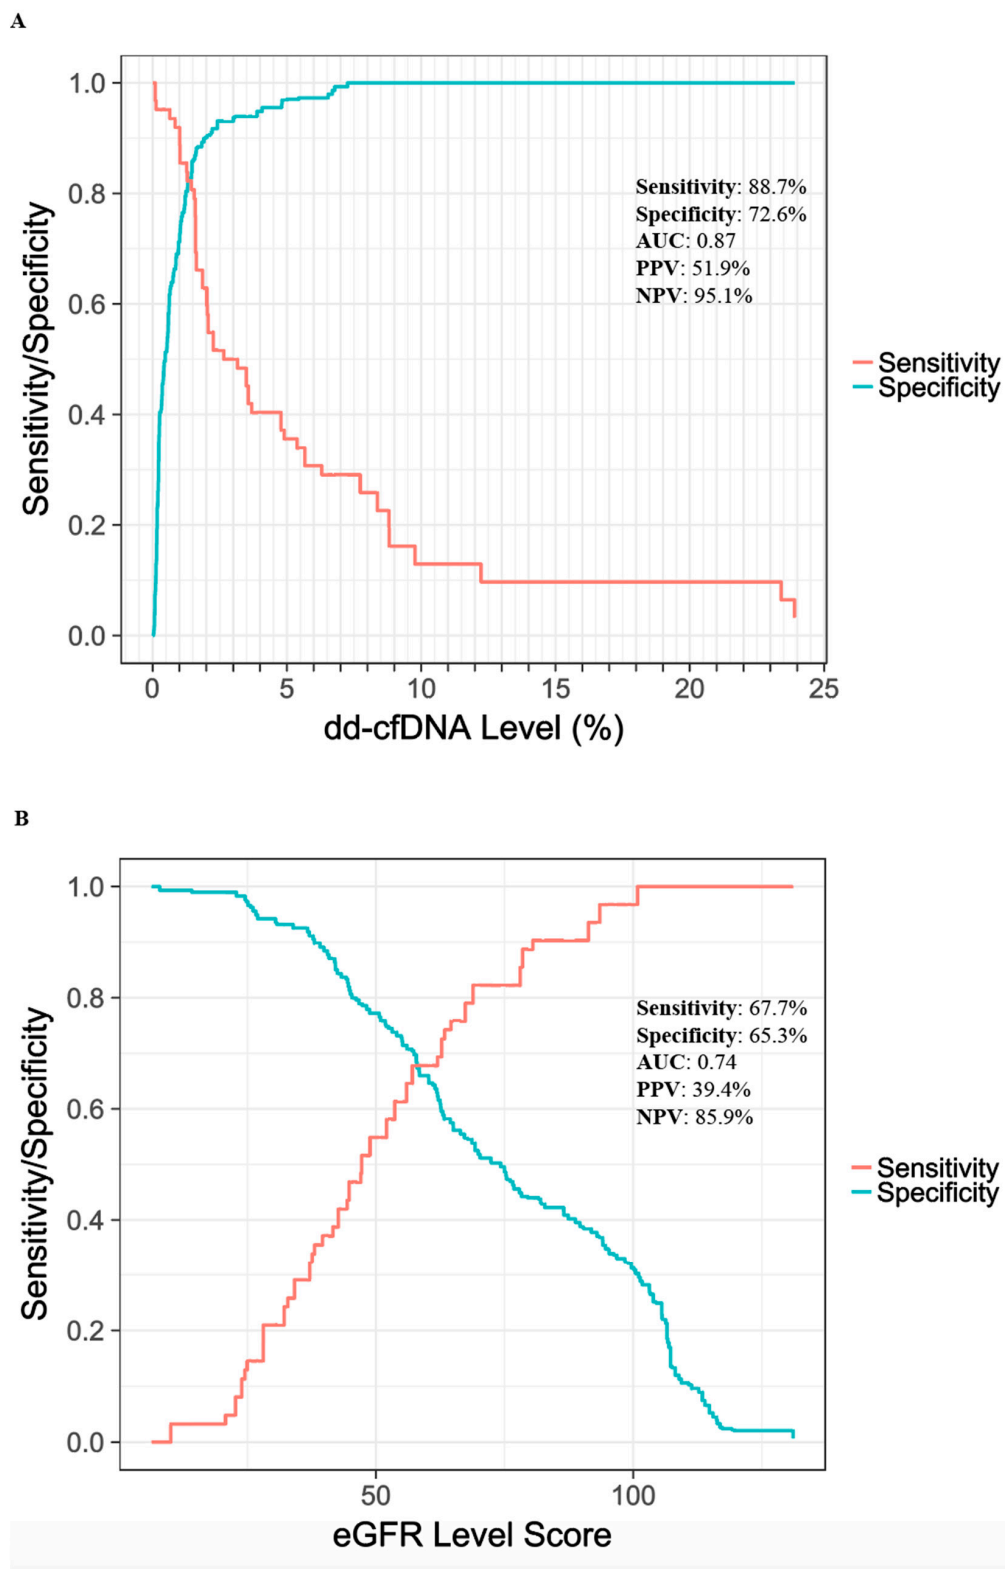 A
1.0
0.8
0.6
0.4
0.2
0.0
Sensitivity/Specificity
Sensitivity: 88.7%
Specificity: 72.6%
AUC: 0.87
PPV: 51.9%
NPV: 95.1%
Sensitivity
Specificity
0 5 10 15 20 25
dd-cfDNA Level (%)
B
1.0
0.8
0.6
0.4
0.2
0.0
Sensitivity/Specificity
Sensitivity: 67.7%
Specificity: 65.3%
AUC: 0.74
PPV: 39.4%
NPV: 85.9%
Sensitivity
Specificity
50 100
eGFR Level Score